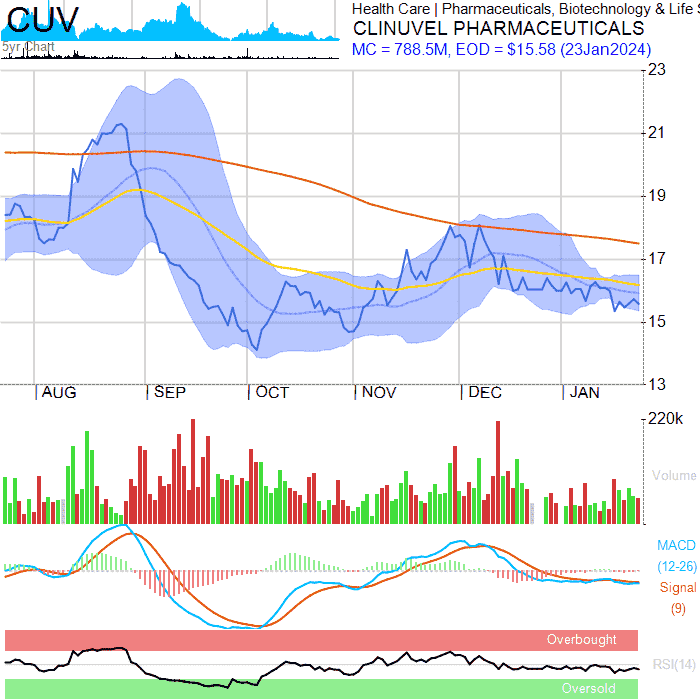 CUV
5yr Chart
Health Care | Pharmaceuticals, Biotechnology & Life S
CLINUVEL PHARMACEUTICALS
MC = 788.5M, EOD = $15.58 (23Jan2024)
23
21
19
17
15
13
AUG
SEP
OCT
NOV
DEC
JAN
220k
Volume
MACD
(12-26)
Signal
(9)
Overbought
RSI(14)
Oversold